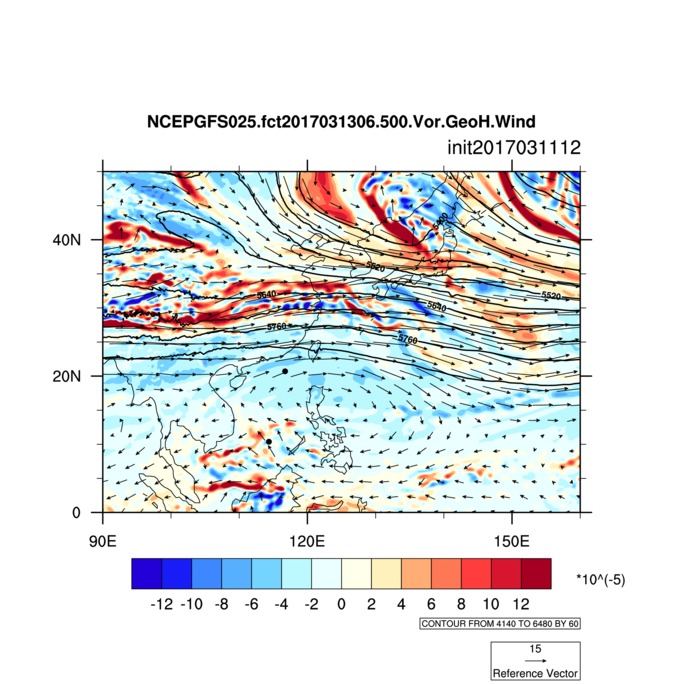 NCEPGFS025.fct2017031306.500.Vor.GeoH.Wind
init2017031112
40N
20N
0
90E 120E 150E
5400
5520
5520
5640
5640
5760
5760
-12 -10 -8 -6 -4 -2 0 2 4 6 8 10 12
*10^(-5)
CONTOUR FROM 4140 TO 6480 BY 60
15
Reference Vector